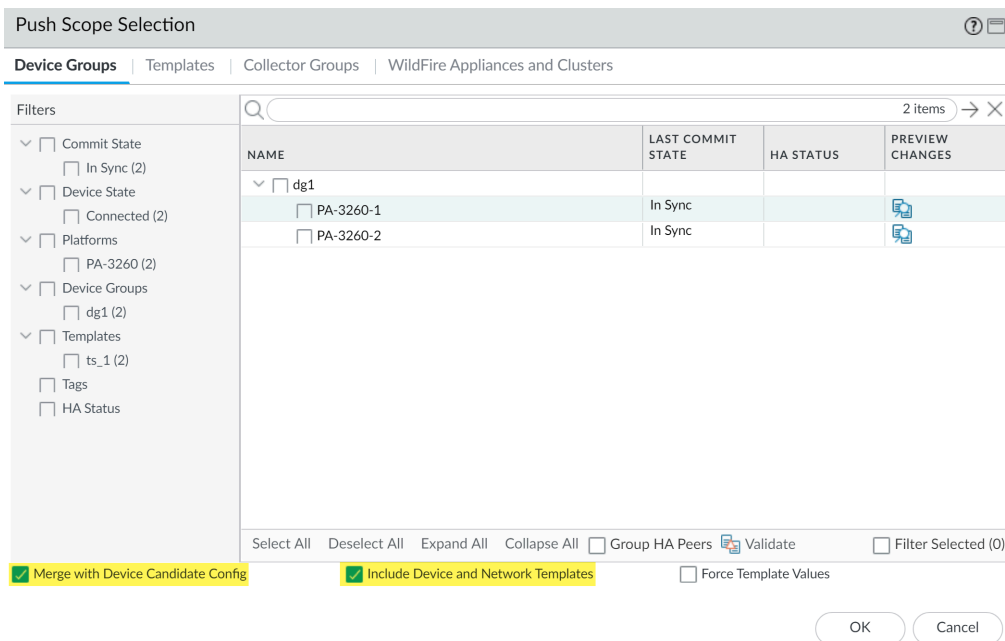 Push Scope Selection
Device Groups | Templates | Collector Groups | WildFire Appliances and Clusters
Filters
Commit State
In Sync (2)
Device State
Connected (2)
Platforms
PA-3260 (2)
Device Groups
dg1 (2)
Templates
ts_1 (2)
Tags
HA Status
2 items
NAME LAST COMMIT STATE HA STATUS PREVIEW CHANGES
dg1
PA-3260-1 In Sync
PA-3260-2 In Sync
Select All Deselect All Expand All Collapse All Group HA Peers Validate Filter Selected (0)
Merge with Device Candidate Config Include Device and Network Templates Force Template Values
OK Cancel